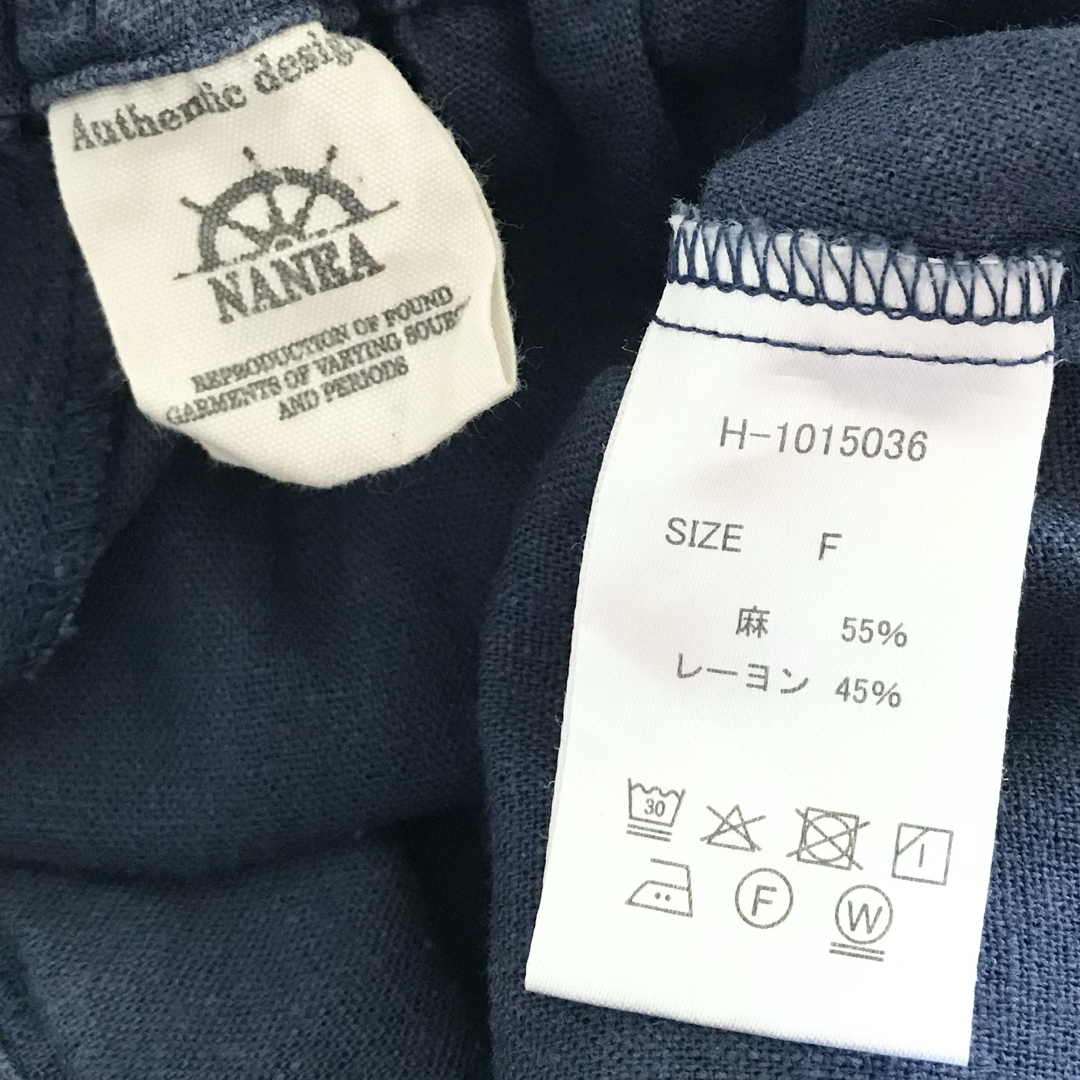 Authentic design
NANEA
REPRODUCTION OF FOUND
GARMENTS OF VARYING SOURC
AND PERIODS
H-1015036
SIZE F
麻 55%
レーヨン 45%
30
F
W